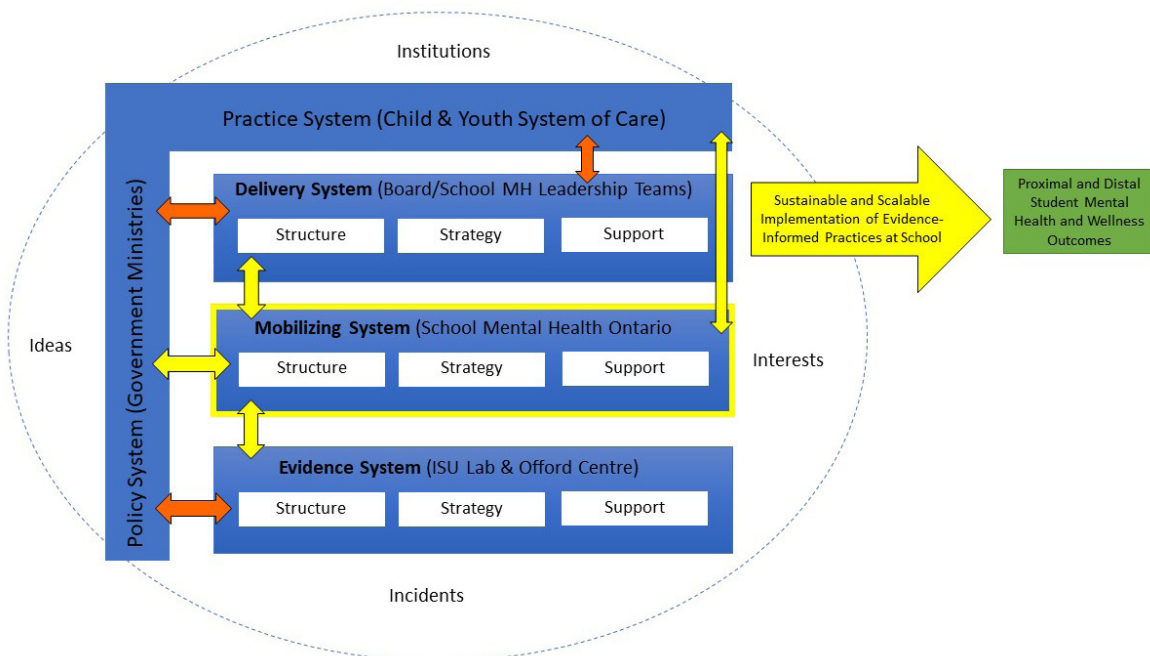 Institutions
Practice System (Child & Youth System of Care)
Policy System (Government Ministries)
Delivery System (Board/School MH Leadership Teams)
Structure
Strategy
Support
Mobilizing System (School Mental Health Ontario
Structure
Strategy
Support
Evidence System (ISU Lab & Offord Centre)
Structure
Strategy
Support
Ideas
Interests
Incidents
Sustainable and Scalable
Implementation of Evidence-
Informed Practices at School
Proximal and Distal
Student Mental
Health and Wellness
Outcomes